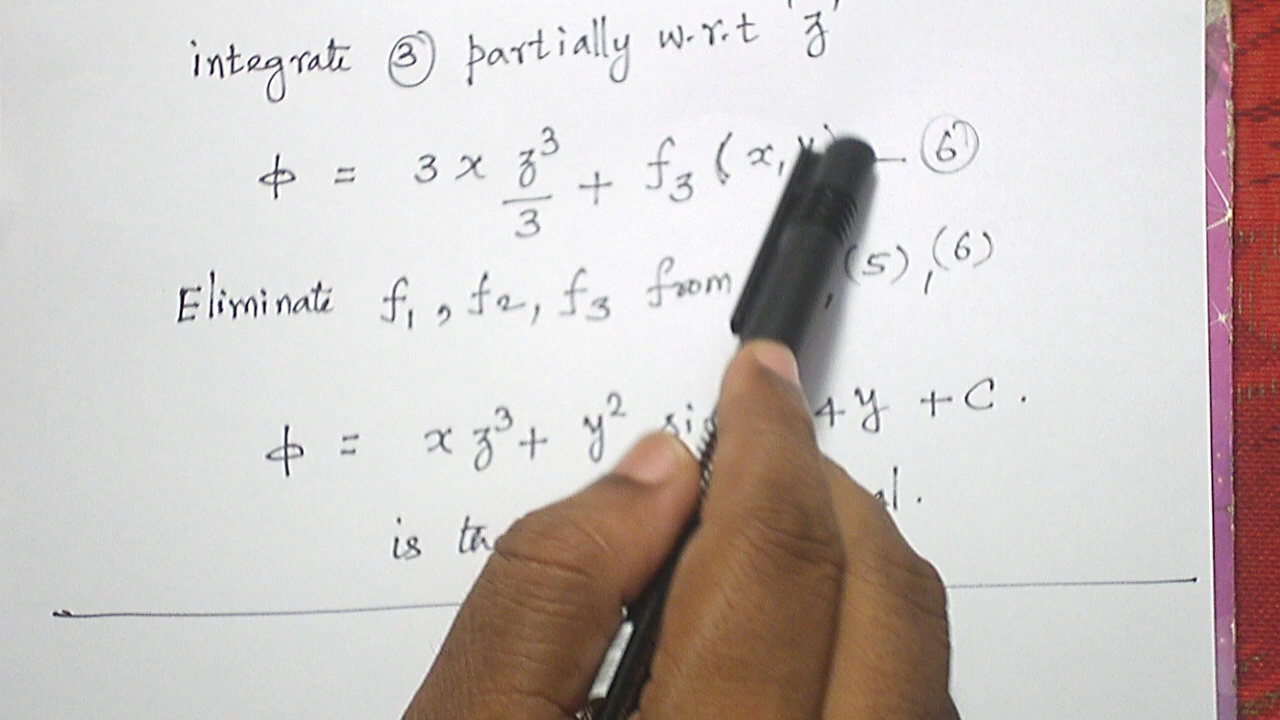 integrate ③ partially w.r.t 'z'
φ = 3x z³/3 + f₃(x, — ⑥
Eliminate f₁, f₂, f₃ from , (5), (6)
φ = xz³ + y² 4y + C.
is